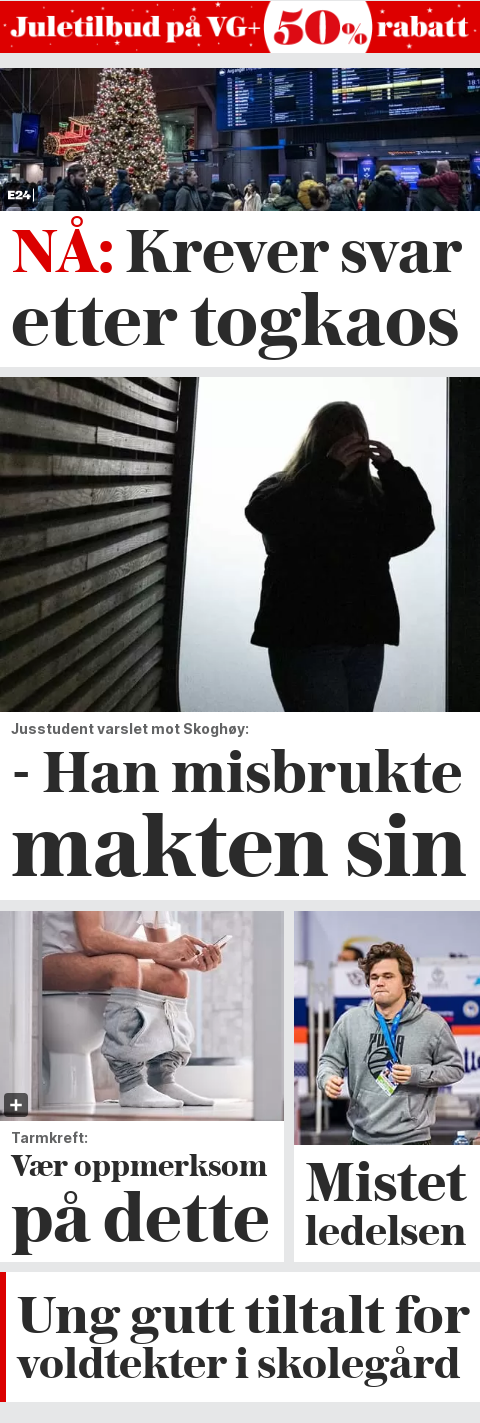 Juletilbud på VG+ 50% rabatt
E24
NÅ: Krever svar
etter togkaos
Jusstudent varslet mot Skoghøy:
- Han misbrukte
makten sin
Tarmkreft:
Vær oppmerksom
på dette
PUMA
Mistet
ledelsen
Ung gutt tiltalt for
voldtekter i skolegård